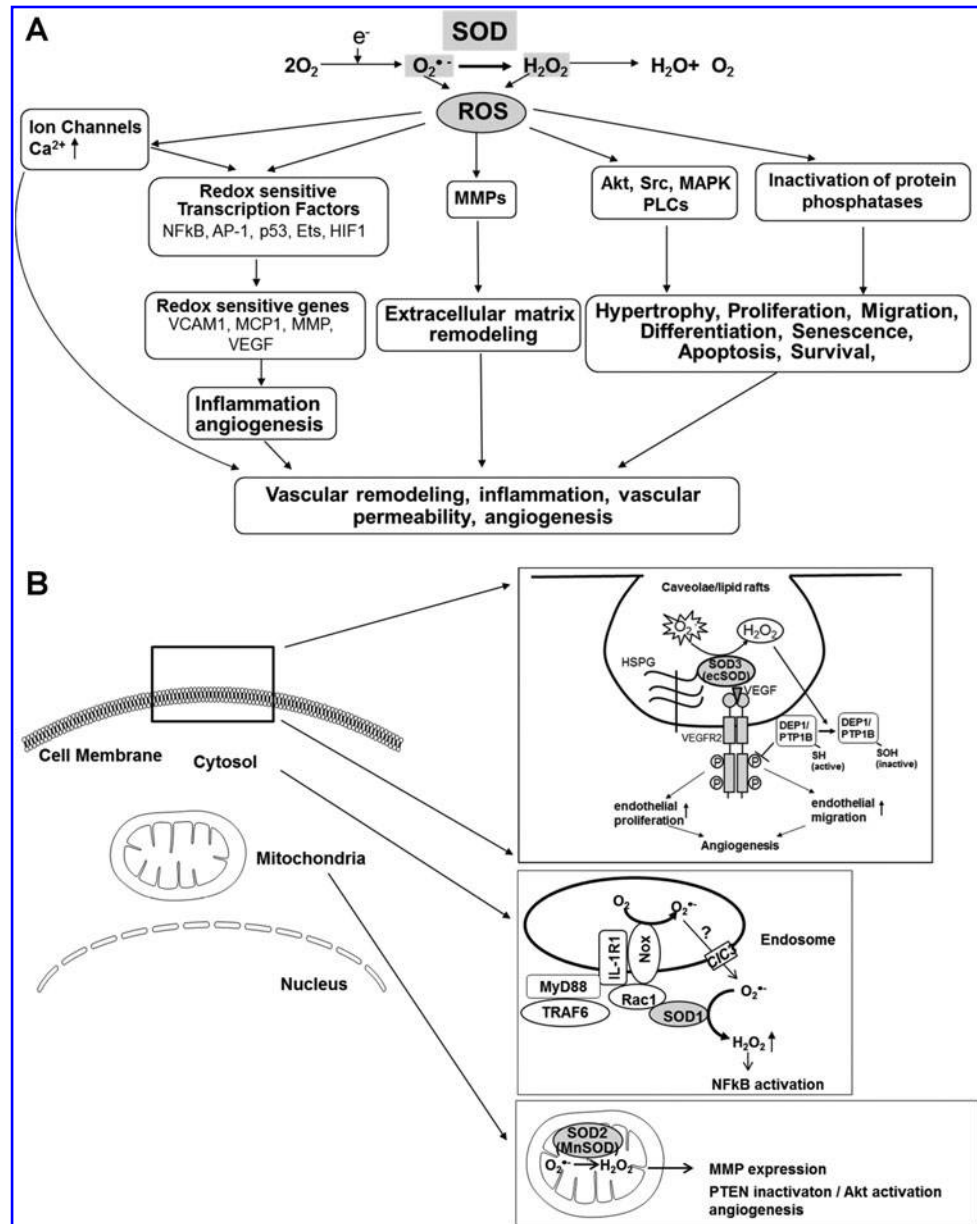 A
SOD
e-
2O₂ O₂•- H₂O₂ H₂O+ O₂
ROS
Ion Channels
Ca²⁺
Redox sensitive
Transcription Factors
NFkB, AP-1, p53, Ets, HIF1
MMPs
Akt, Src, MAPK
PLCs
Inactivation of protein
phosphatases
Redox sensitive genes
VCAM1, MCP1, MMP,
VEGF
Extracellular matrix
remodeling
Hypertrophy, Proliferation, Migration,
Differentiation, Senescence,
Apoptosis, Survival,
Inflammation
angiogenesis
Vascular remodeling, inflammation, vascular
permeability, angiogenesis
B
Cell Membrane
Cytosol
Mitochondria
Nucleus
Caveolae/lipid rafts
O₂•- H₂O₂
HSPG
SOD3
(ecSOD)
VEGF
VEGFR2
DEP1/
PTP1B
SH
(active)
DEP1/
PTP1B
SOH
(inactive)
P P
P P
endothelial
proliferation
endothelial
migration
Angiogenesis
O₂ O₂•-
?
Endosome
IL-1R1
Nox
ClC3
MyD88
TRAF6
Rac1
SOD1
O₂•-
H₂O₂
NFkB activation
SOD2
(MnSOD)
O₂•- H₂O₂
MMP expression
PTEN inactivaton / Akt activation
angiogenesis